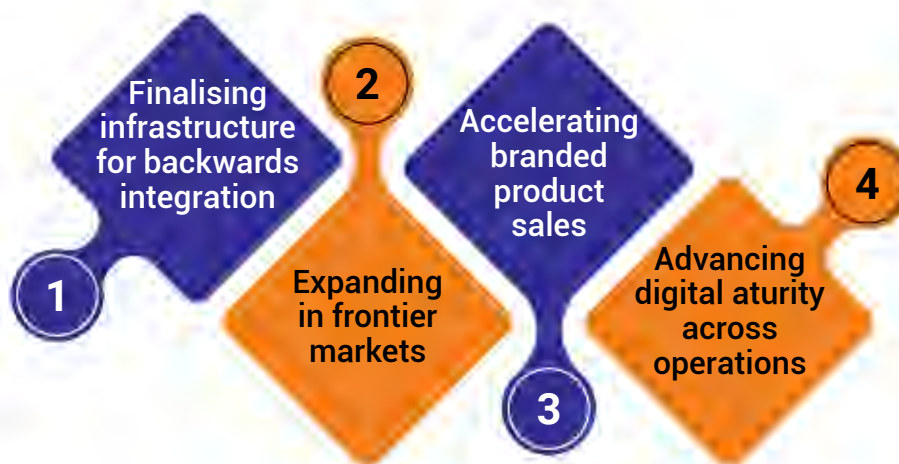 1
Finalising
infrastructure
for backwards
integration
2
Expanding
in frontier
markets
3
Accelerating
branded
product
sales
4
Advancing
digital aturity
across
operations